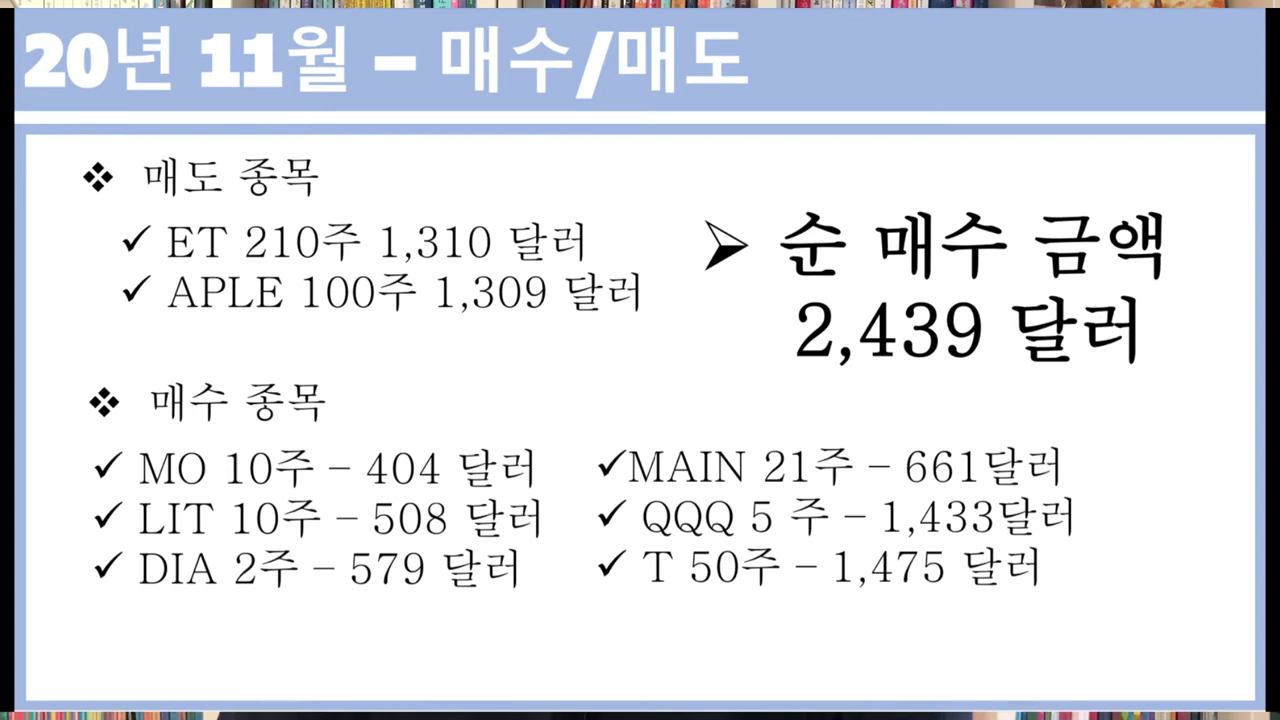 20년 11월 – 매수/매도
❖ 매도 종목
✓ ET 210주 1,310 달러
✓ APLE 100주 1,309 달러
➢ 순 매수 금액
2,439 달러
❖ 매수 종목
✓ MO 10주 – 404 달러
✓ LIT 10주 – 508 달러
✓ DIA 2주 – 579 달러
✓MAIN 21주 – 661달러
✓ QQQ 5 주 – 1,433달러
✓ T 50주 – 1,475 달러